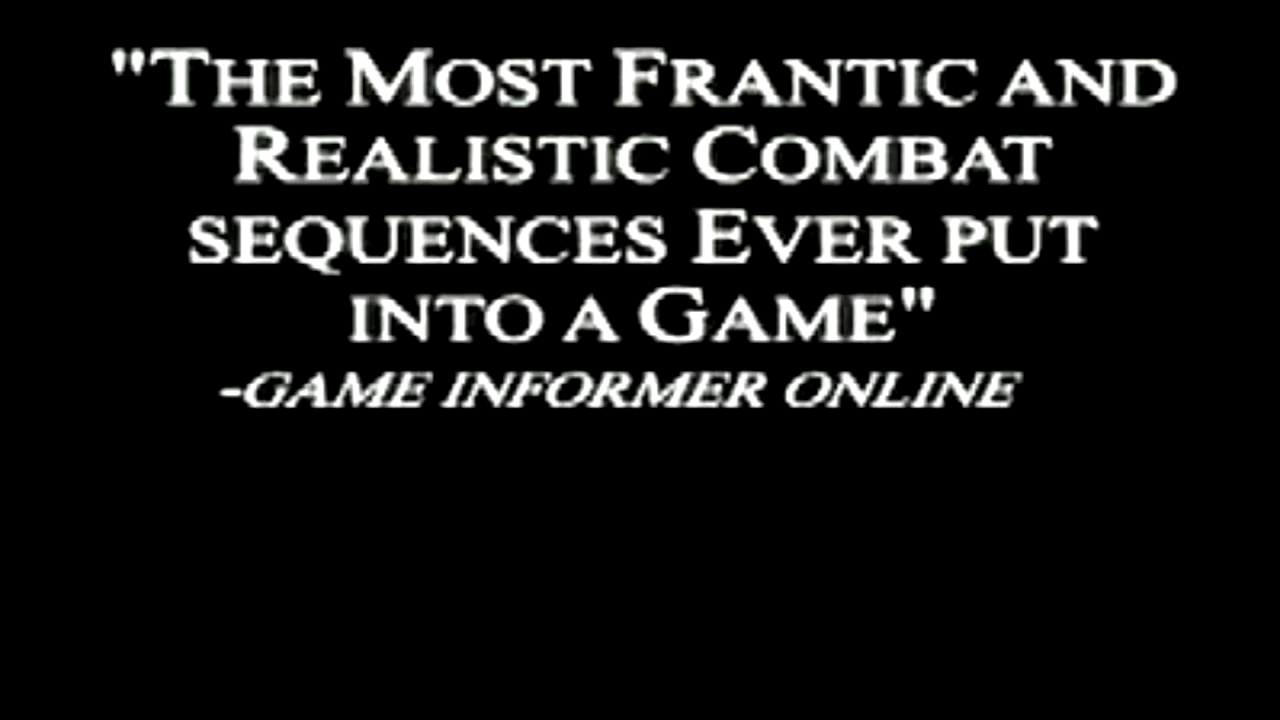 "The Most Frantic and
Realistic Combat
sequences Ever put
into a Game"
-GAME INFORMER ONLINE